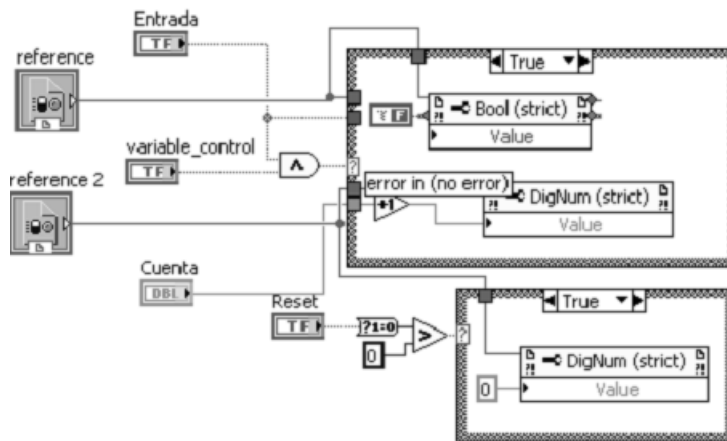 Entrada
TF
reference
True
Bool (strict)
Value
F
variable_control
TF
?
error in (no error)
reference 2
+1
DigNum (strict)
Value
Cuenta
DBL
Reset
TF
?1:0
>
?
0
True
DigNum (strict)
0
Value